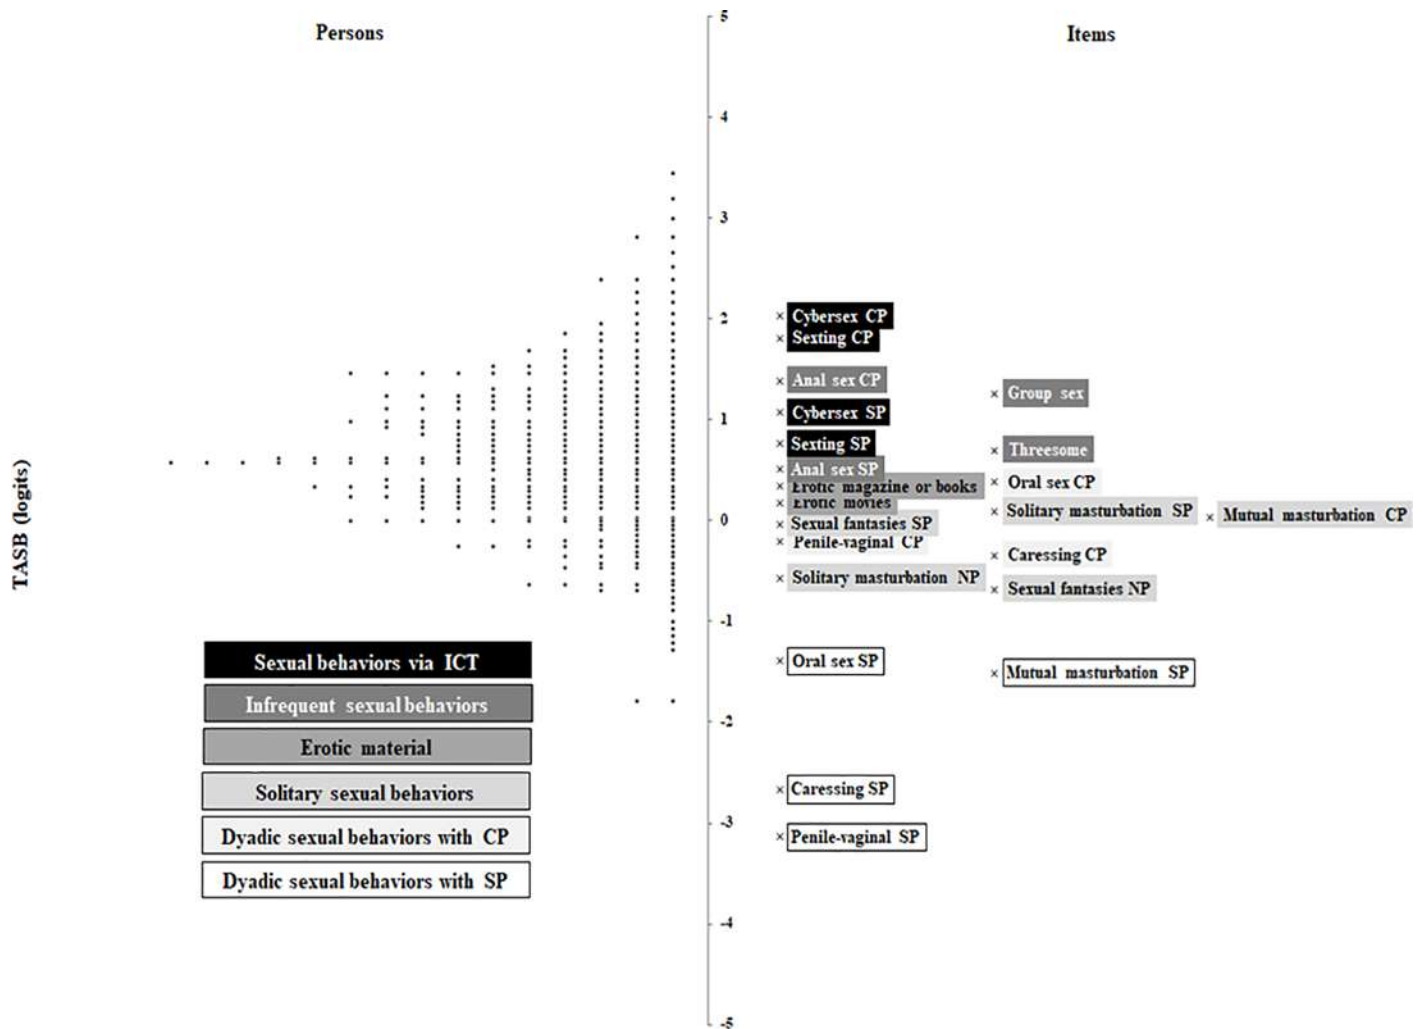 Persons
Items
TASB (logits)
5
4
3
2
1
0
-1
-2
-3
-4
-5
Cybersex CP
Sexting CP
Anal sex CP
Group sex
Cybersex SP
Sexting SP
Threesome
Anal sex SP
Oral sex CP
Erotic magazine or books
Erotic movies
Solitary masturbation SP
Mutual masturbation CP
Sexual fantasies SP
Penile-vaginal CP
Caressing CP
Solitary masturbation NP
Sexual fantasies NP
Oral sex SP
Mutual masturbation SP
Caressing SP
Penile-vaginal SP
Sexual behaviors via ICT
Infrequent sexual behaviors
Erotic material
Solitary sexual behaviors
Dyadic sexual behaviors with CP
Dyadic sexual behaviors with SP